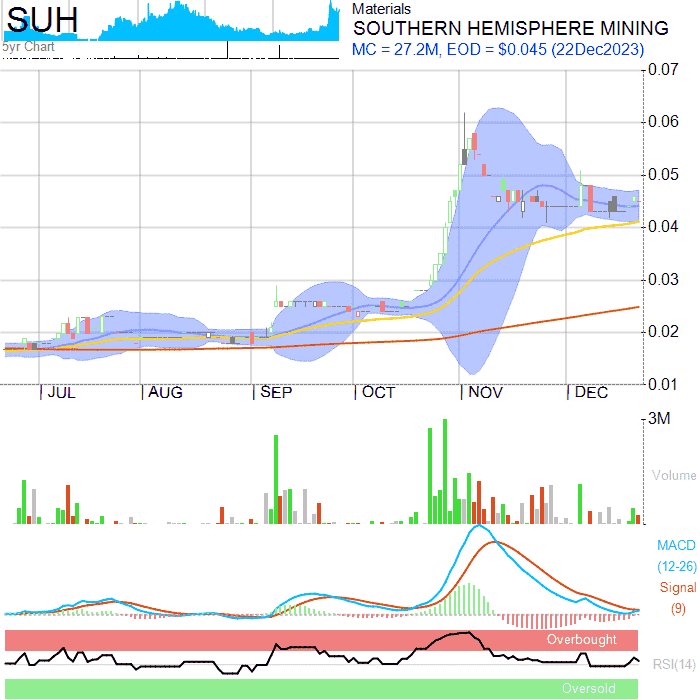 SUH
5yr Chart
Materials
SOUTHERN HEMISPHERE MINING
MC = 27.2M, EOD = $0.045 (22Dec2023)
0.07
0.06
0.05
0.04
0.03
0.02
0.01
JUL AUG SEP OCT NOV DEC
3M
Volume
MACD
(12-26)
Signal
(9)
Overbought
RSI(14)
Oversold